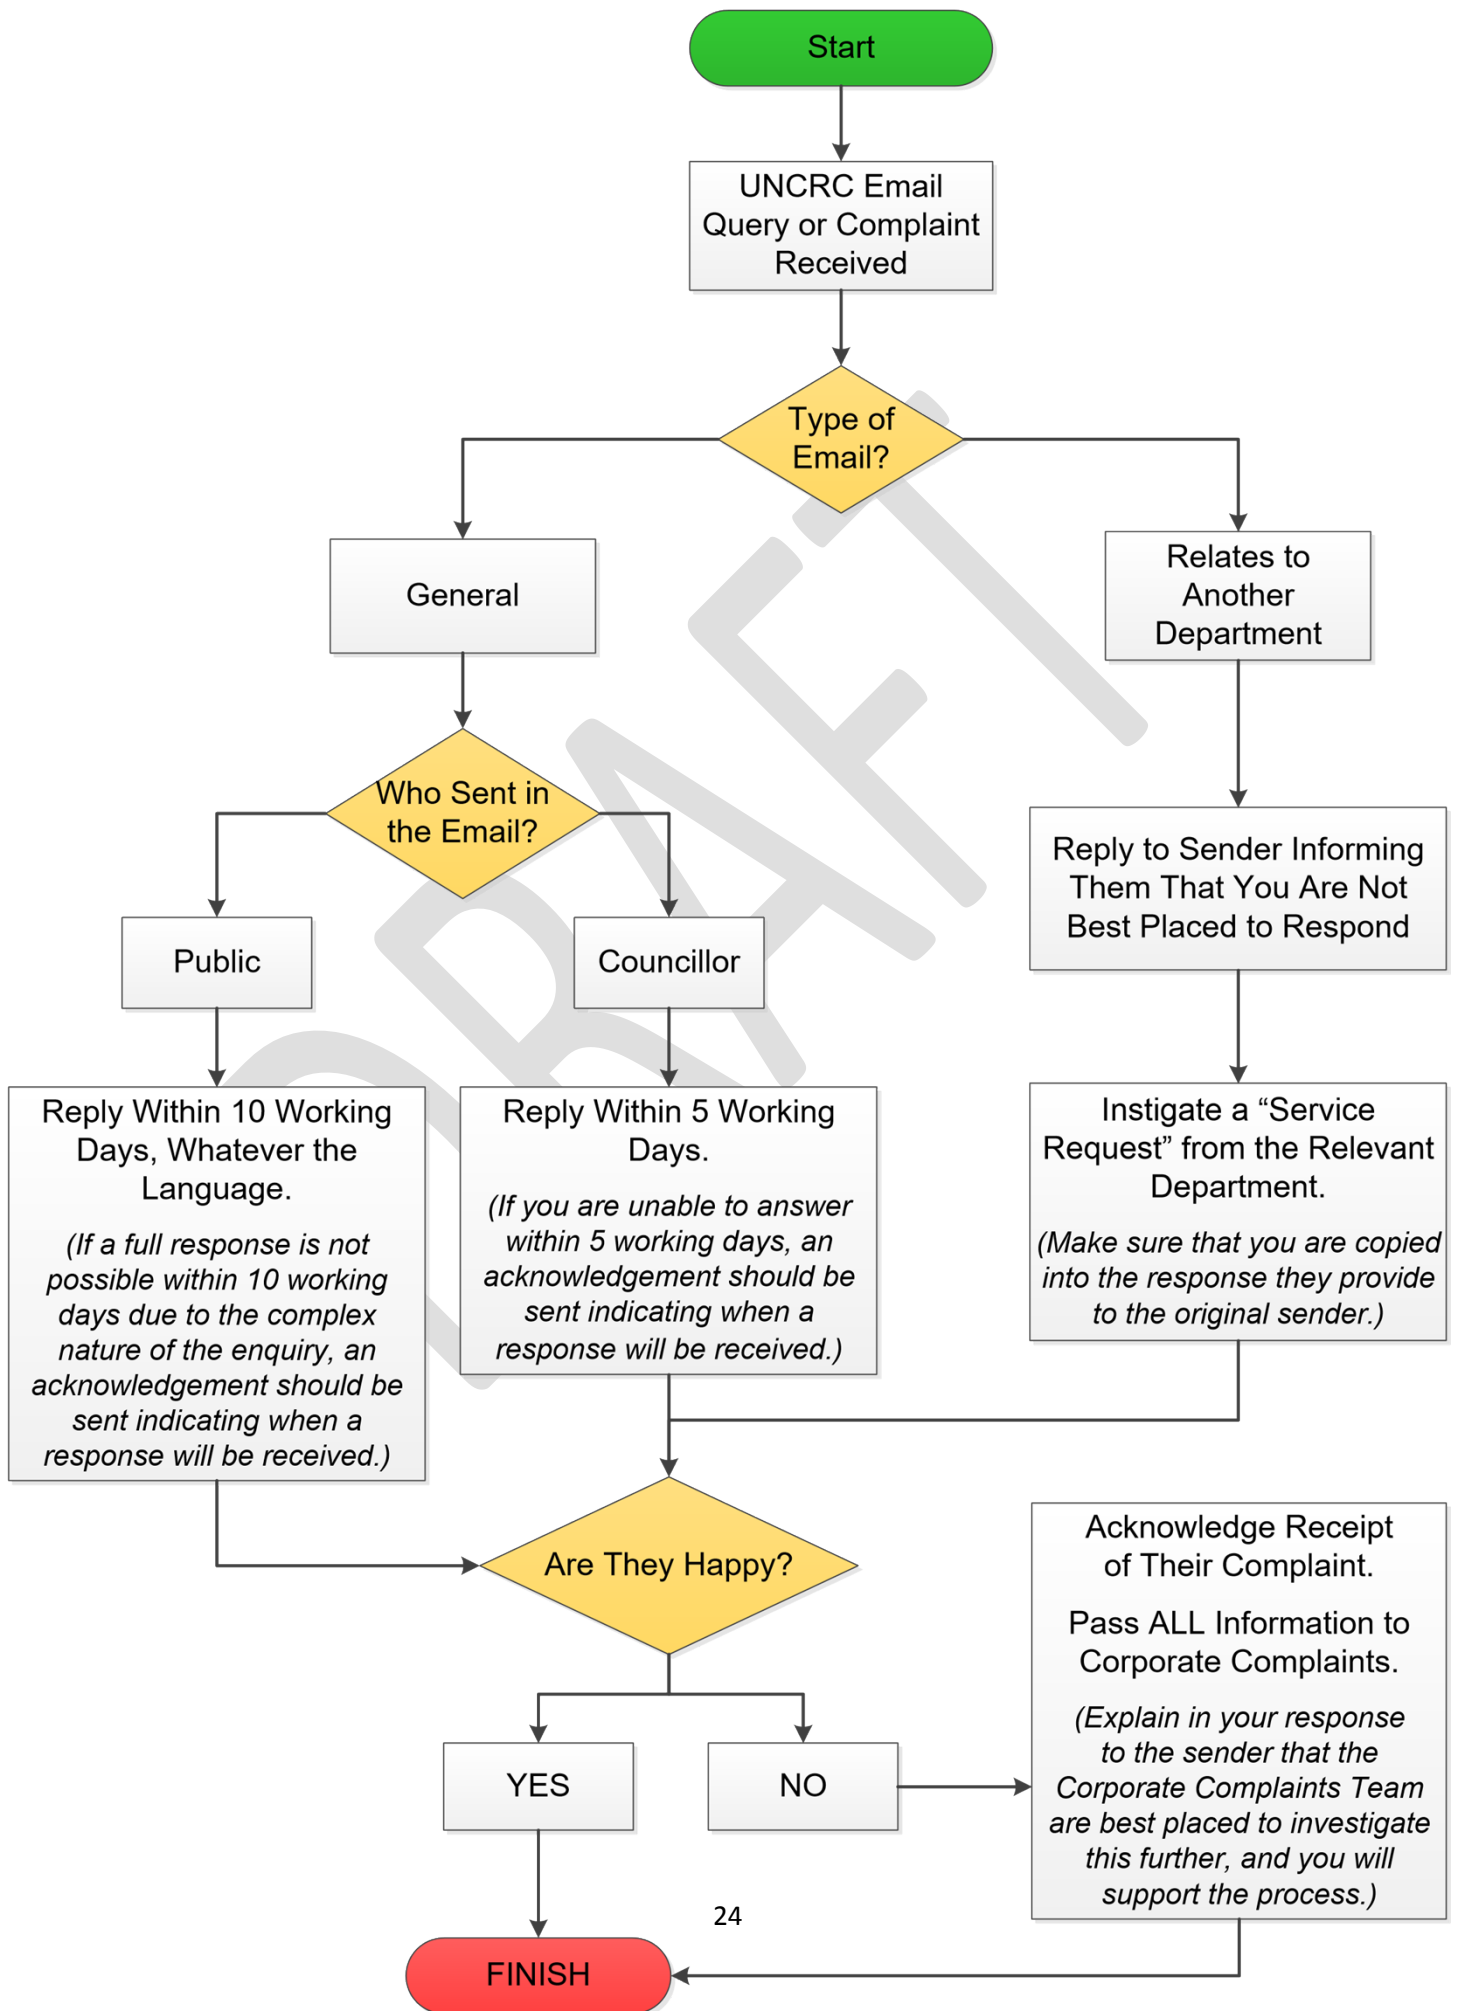 Start
UNCRC Email
Query or Complaint
Received
Type of
Email?
General
Relates to
Another
Department
Who Sent in
the Email?
Reply to Sender Informing
Them That You Are Not
Best Placed to Respond
Public
Councillor
Reply Within 10 Working
Days, Whatever the
Language.
(If a full response is not
possible within 10 working
days due to the complex
nature of the enquiry, an
acknowledgement should be
sent indicating when a
response will be received.)
Reply Within 5 Working
Days.
(If you are unable to answer
within 5 working days, an
acknowledgement should be
sent indicating when a
response will be received.)
Instigate a “Service
Request” from the Relevant
Department.
(Make sure that you are copied
into the response they provide
to the original sender.)
Are They Happy?
Acknowledge Receipt
of Their Complaint.
Pass ALL Information to
Corporate Complaints.
(Explain in your response
to the sender that the
Corporate Complaints Team
are best placed to investigate
this further, and you will
support the process.)
YES
NO
24
FINISH
DRAFT